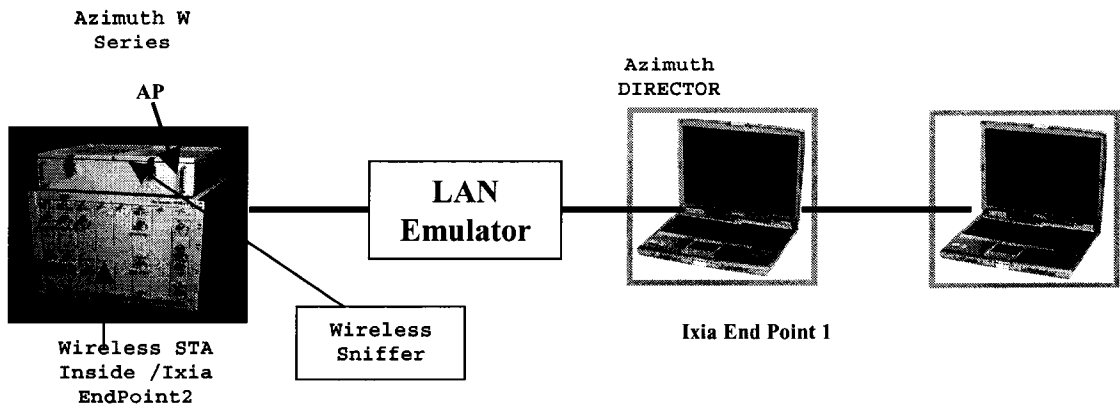 Azimuth W
Series
AP
Azimuth
DIRECTOR
LAN
Emulator
Wireless
Sniffer
Ixia End Point 1
Wireless STA
Inside /Ixia
EndPoint2